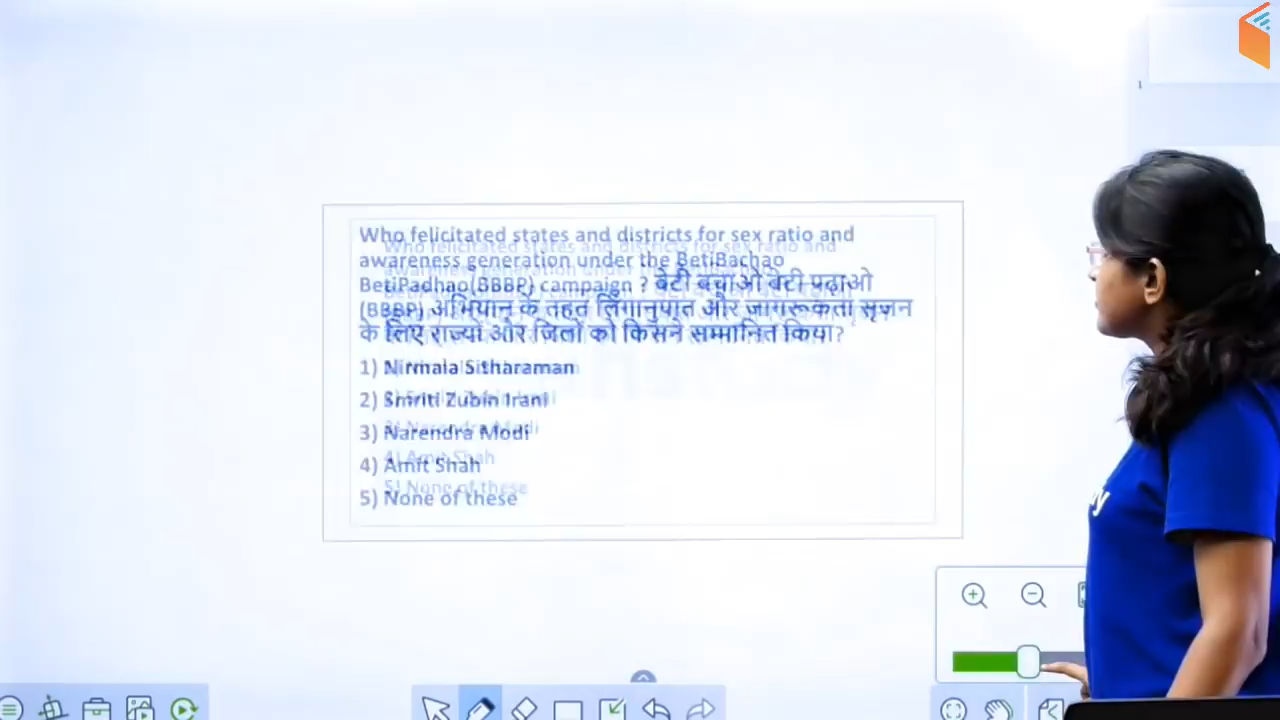 Who felicitated states and districts for sex ratio and
awareness generation under the BetiBachao
BetiPadhao(BBBP) campaign ? बेटी बचाओ बेटी पढ़ाओ
(BBBP) अभियान के तहत लिंगानुपात और जागरूकता सृजन
के लिए राज्यों और जिलों को किसने सम्मानित किया?
1) Nirmala Sitharaman
2) Smriti Zubin Irani
3) Narendra Modi
4) Amit Shah
5) None of these